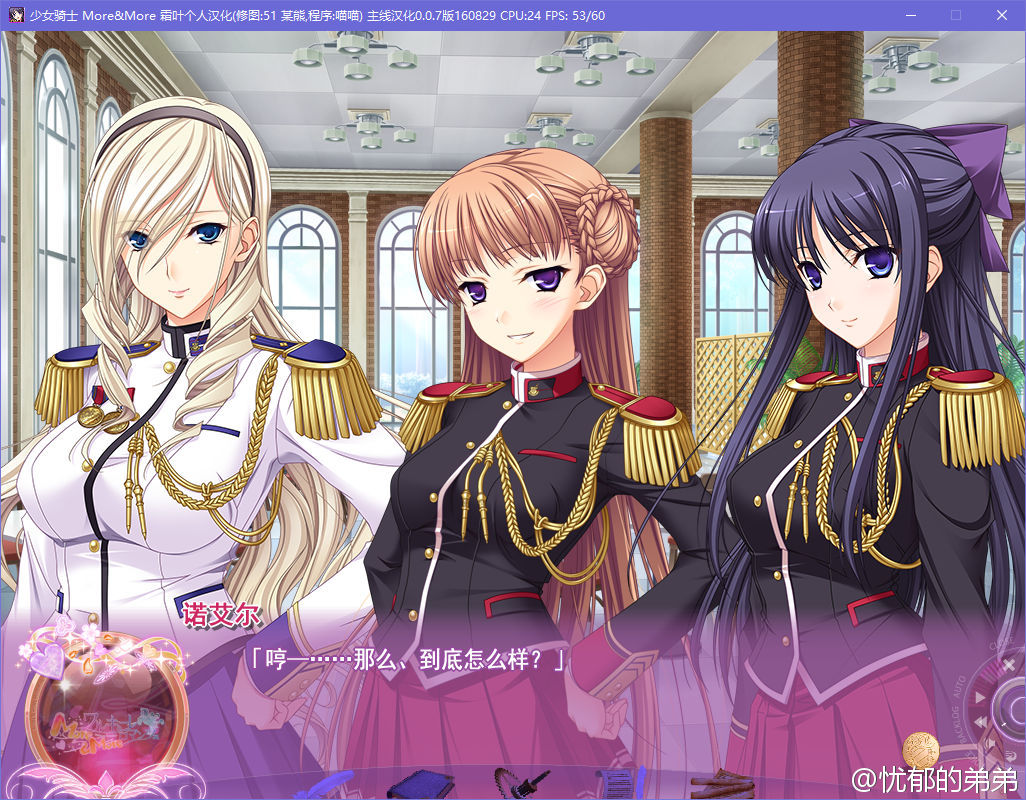 少女骑士 More&More 霜叶个人汉化(修图:51 某熊,程序:喵喵) 主线汉化0.0.7版160829 CPU:24 FPS: 53/60
诺艾尔
「哼—……那么、到底怎么样？」
AUTO
BACKLOG
@忧郁的弟弟